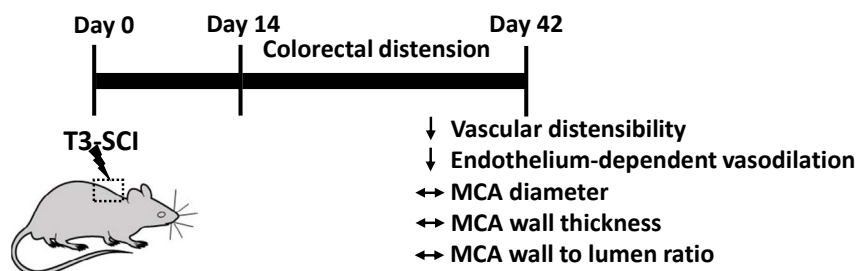 Day 0 Day 14 Day 42
Colorectal distension
T3-SCI
↓ Vascular distensibility
↓ Endothelium-dependent vasodilation
↔ MCA diameter
↔ MCA wall thickness
↔ MCA wall to lumen ratio